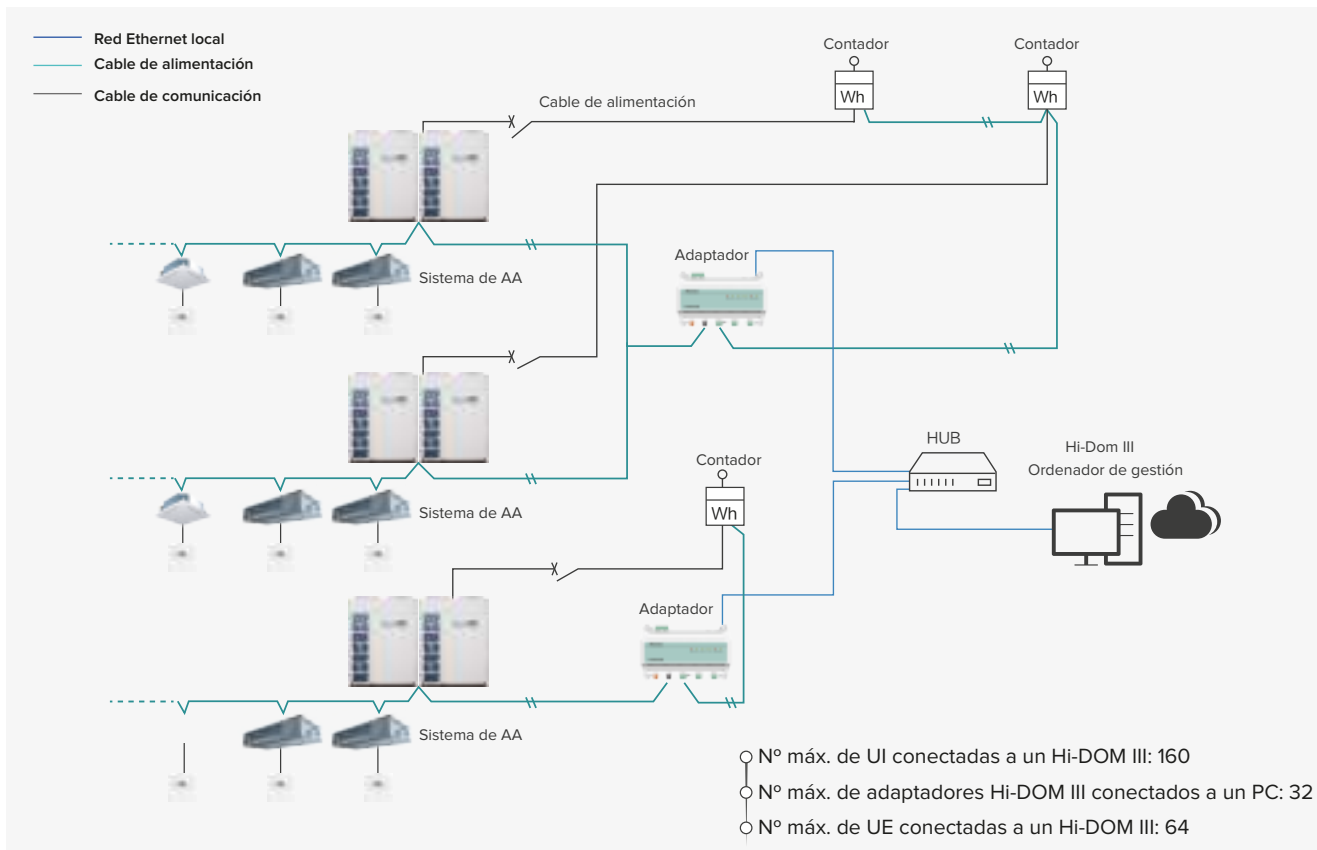 Red Ethernet local
Cable de alimentación
Cable de comunicación
Contador
Contador
Wh
Wh
Cable de alimentación
Adaptador
Sistema de AA
HUB
Hi-Dom III
Ordenador de gestión
Contador
Wh
Sistema de AA
Adaptador
Sistema de AA
Nº máx. de UI conectadas a un Hi-DOM III: 160
Nº máx. de adaptadores Hi-DOM III conectados a un PC: 32
Nº máx. de UE conectadas a un Hi-DOM III: 64